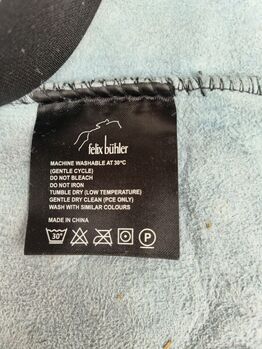 felix bühler
MACHINE WASHABLE AT 30°C
(GENTLE CYCLE)
DO NOT BLEACH
DO NOT IRON
TUMBLE DRY (LOW TEMPERATURE)
GENTLE DRY CLEAN (PCE ONLY)
WASH WITH SIMILAR COLOURS
MADE IN CHINA
30° P